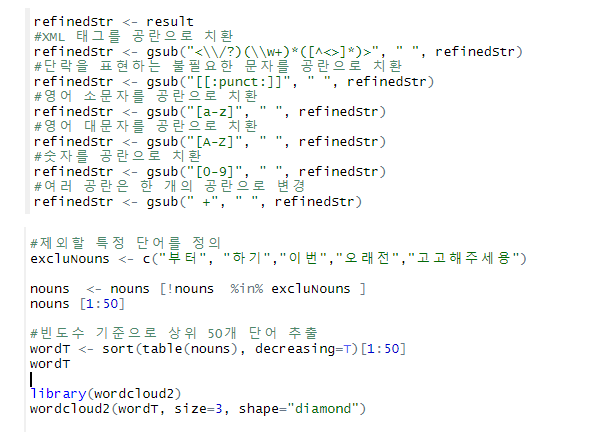 refinedStr <- result
#XML 태그를 공란으로 치환
refinedStr <- gsub("<\\/?)(\\w+)*([^<>]*)>", " ", refinedStr)
#단락을 표현하는 불필요한 문자를 공란으로 치환
refinedStr <- gsub("[[:punct:]]", " ", refinedStr)
#영어 소문자를 공란으로 치환
refinedStr <- gsub("[a-z]", " ", refinedStr)
#영어 대문자를 공란으로 치환
refinedStr <- gsub("[A-Z]", " ", refinedStr)
#숫자를 공란으로 치환
refinedStr <- gsub("[0-9]", " ", refinedStr)
#여러 공란은 한 개의 공란으로 변경
refinedStr <- gsub(" +", " ", refinedStr)
#제외할 특정 단어를 정의
excluNouns <- c("부터", "하기","이번","오래전","고고해주세용")
nouns  <- nouns [!nouns  %in% excluNouns ]
nouns [1:50]
#빈도수 기준으로 상위 50개 단어 추출
wordT <- sort(table(nouns), decreasing=T)[1:50]
wordT
library(wordcloud2)
wordcloud2(wordT, size=3, shape="diamond")